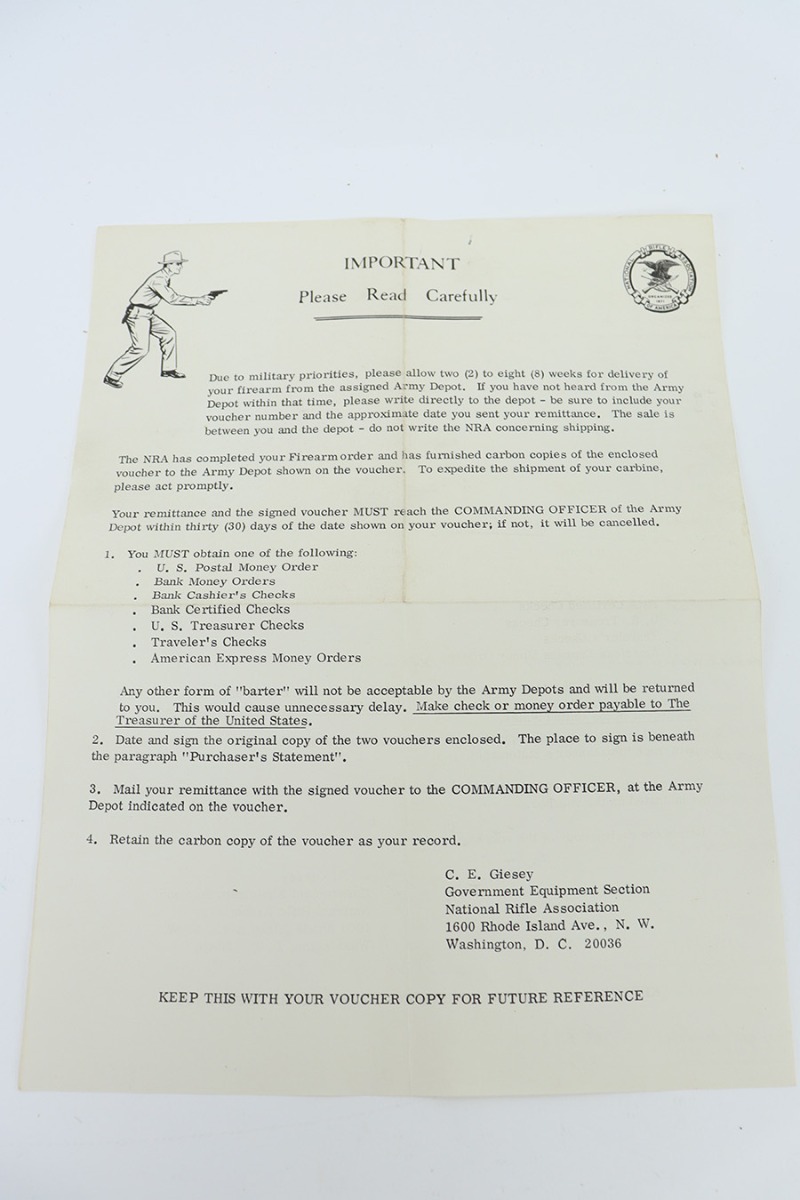 IMPORTANT
Please Read Carefully
NATIONAL RIFLE ASSOCIATION
ORGANIZED
1871
OF AMERICA
Due to military priorities, please allow two (2) to eight (8) weeks for delivery of
your firearm from the assigned Army Depot. If you have not heard from the Army
Depot within that time, please write directly to the depot - be sure to include your
voucher number and the approximate date you sent your remittance. The sale is
between you and the depot - do not write the NRA concerning shipping.
The NRA has completed your Firearm order and has furnished carbon copies of the enclosed
voucher to the Army Depot shown on the voucher. To expedite the shipment of your carbine,
please act promptly.
Your remittance and the signed voucher MUST reach the COMMANDING OFFICER of the Army
Depot within thirty (30) days of the date shown on your voucher; if not, it will be cancelled.
1. You MUST obtain one of the following:
. U. S. Postal Money Order
. Bank Money Orders
. Bank Cashier's Checks
. Bank Certified Checks
. U. S. Treasurer Checks
. Traveler's Checks
. American Express Money Orders
Any other form of "barter" will not be acceptable by the Army Depots and will be returned
to you. This would cause unnecessary delay. Make check or money order payable to The
Treasurer of the United States.
2. Date and sign the original copy of the two vouchers enclosed. The place to sign is beneath
the paragraph "Purchaser's Statement".
3. Mail your remittance with the signed voucher to the COMMANDING OFFICER, at the Army
Depot indicated on the voucher.
4. Retain the carbon copy of the voucher as your record.
C. E. Giesey
Government Equipment Section
National Rifle Association
1600 Rhode Island Ave., N. W.
Washington, D. C. 20036
KEEP THIS WITH YOUR VOUCHER COPY FOR FUTURE REFERENCE